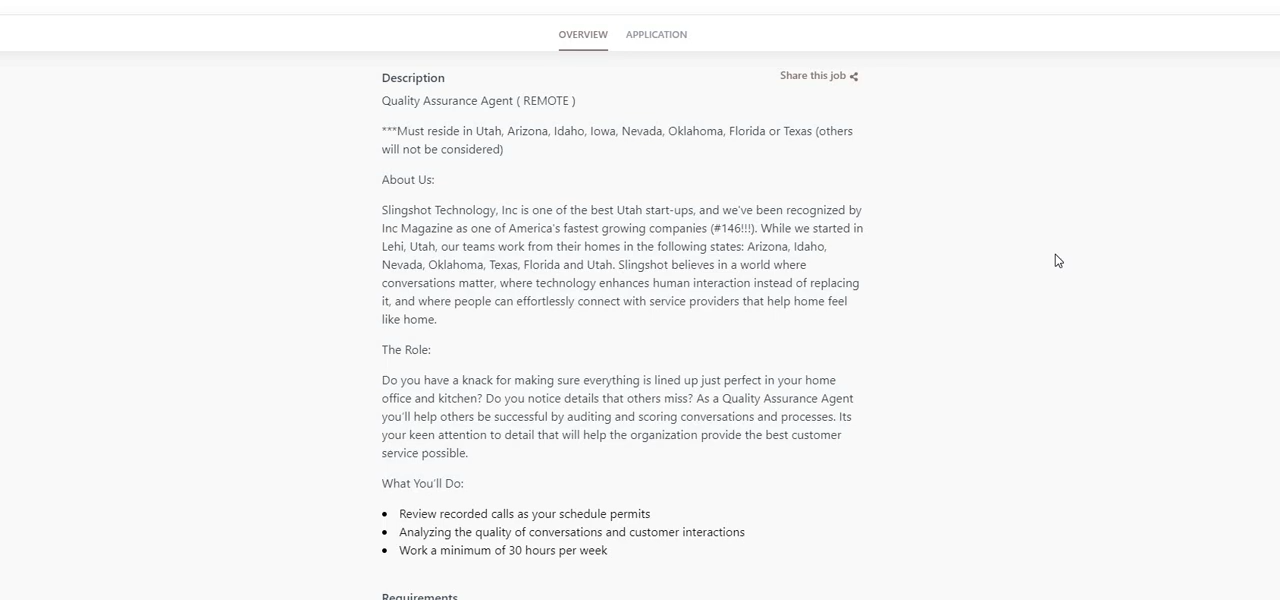 OVERVIEW APPLICATION
Description Share this job
Quality Assurance Agent ( REMOTE )
***Must reside in Utah, Arizona, Idaho, Iowa, Nevada, Oklahoma, Florida or Texas (others
will not be considered)
About Us:
Slingshot Technology, Inc is one of the best Utah start-ups, and we've been recognized by
Inc Magazine as one of America's fastest growing companies (#146!!!). While we started in
Lehi, Utah, our teams work from their homes in the following states: Arizona, Idaho,
Nevada, Oklahoma, Texas, Florida and Utah. Slingshot believes in a world where
conversations matter, where technology enhances human interaction instead of replacing
it, and where people can effortlessly connect with service providers that help home feel
like home.
The Role:
Do you have a knack for making sure everything is lined up just perfect in your home
office and kitchen? Do you notice details that others miss? As a Quality Assurance Agent
you'll help others be successful by auditing and scoring conversations and processes. Its
your keen attention to detail that will help the organization provide the best customer
service possible.
What You'll Do:
• Review recorded calls as your schedule permits
• Analyzing the quality of conversations and customer interactions
• Work a minimum of 30 hours per week
Requirements